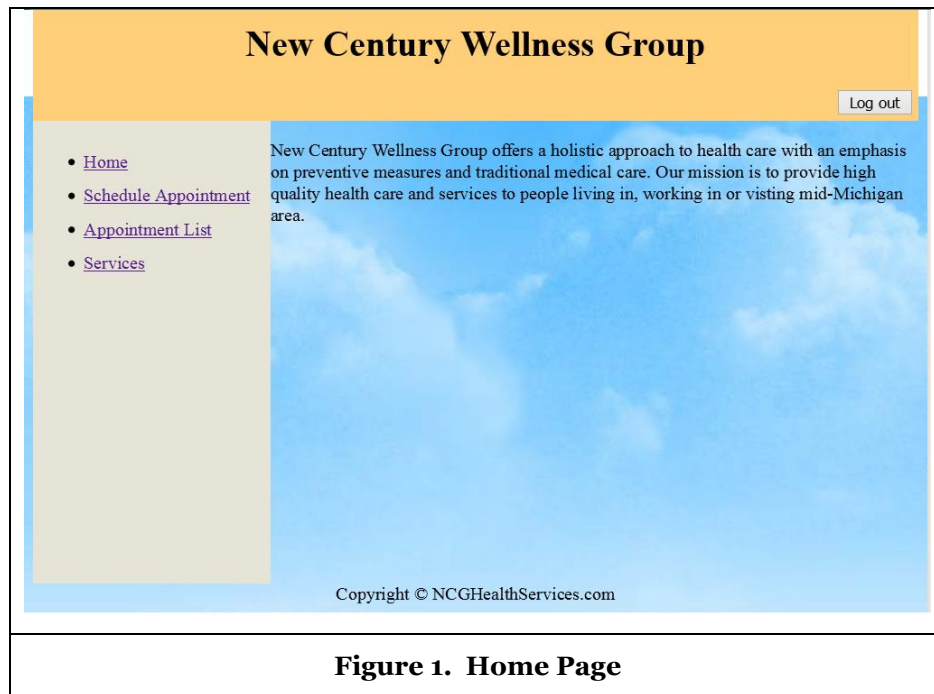 New Century Wellness Group
Log out
Home
Schedule Appointment
Appointment List
Services
New Century Wellness Group offers a holistic approach to health care with an emphasis
on preventive measures and traditional medical care. Our mission is to provide high
quality health care and services to people living in, working in or visting mid-Michigan
area.
Copyright © NCGHealthServices.com
Figure 1. Home Page